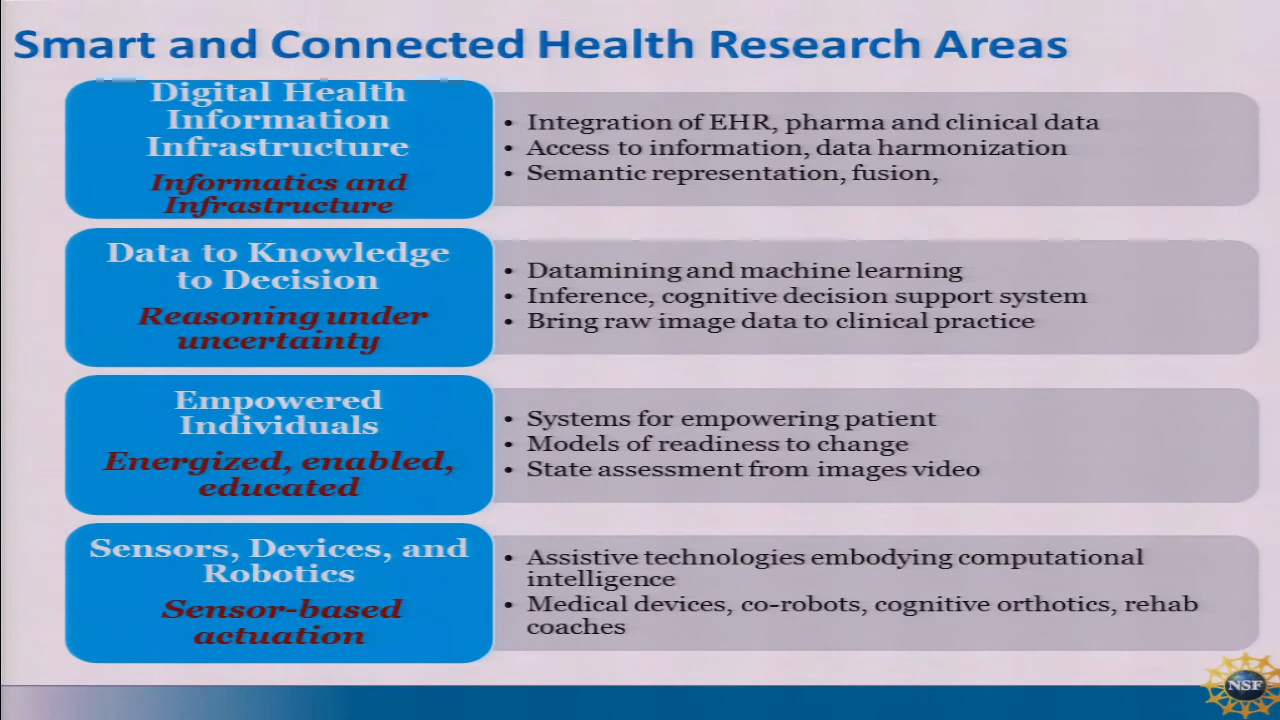 Smart and Connected Health Research Areas
Digital Health
Information
Infrastructure
Informatics and
Infrastructure
• Integration of EHR, pharma and clinical data
• Access to information, data harmonization
• Semantic representation, fusion,
Data to Knowledge
to Decision
Reasoning under
uncertainty
• Datamining and machine learning
• Inference, cognitive decision support system
• Bring raw image data to clinical practice
Empowered
Individuals
Energized, enabled,
educated
• Systems for empowering patient
• Models of readiness to change
• State assessment from images video
Sensors, Devices, and
Robotics
Sensor-based
actuation
• Assistive technologies embodying computational
intelligence
• Medical devices, co-robots, cognitive orthotics, rehab
coaches
NSF